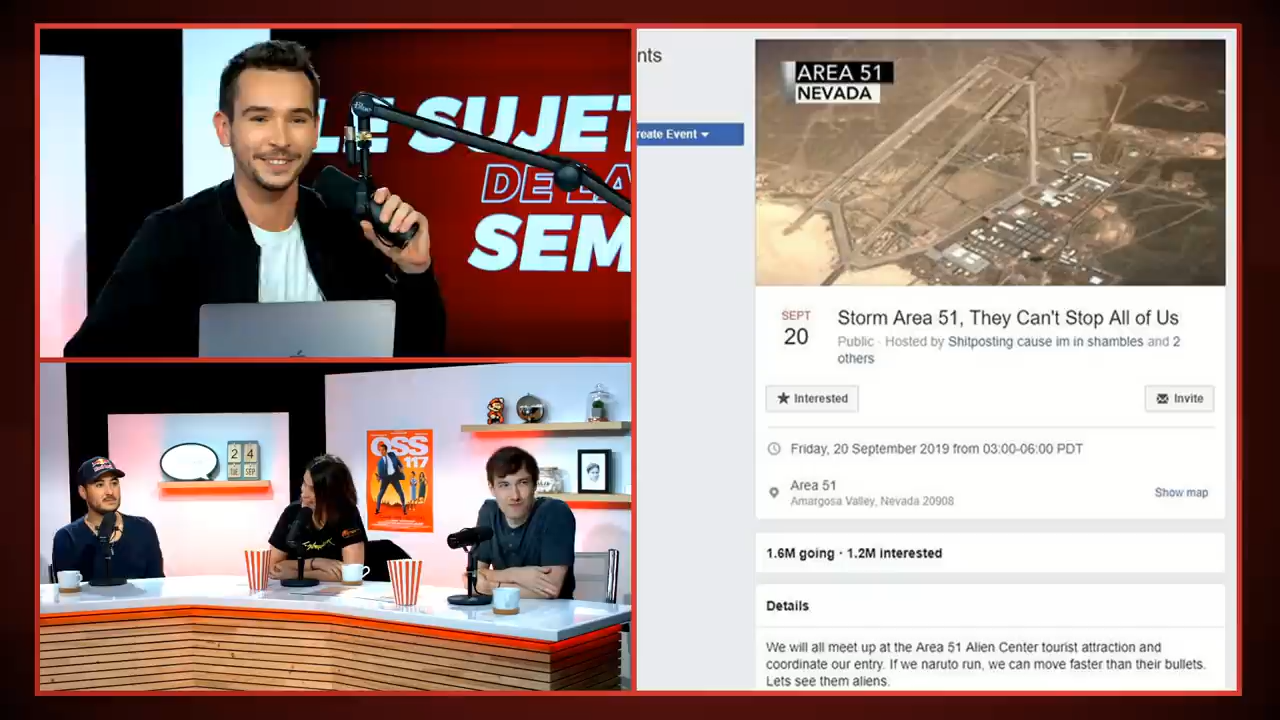 LE SUJET
DE LA
SEM
Red Bull
2 4
TUE SEP
OSS
117
nts
reate Event
AREA 51
NEVADA
SEPT
20
Storm Area 51, They Can't Stop All of Us
Public · Hosted by Shitposting cause im in shambles and 2
others
Interested
Invite
Friday, 20 September 2019 from 03:00-06:00 PDT
Area 51
Amargosa Valley, Nevada 20908
Show map
1.6M going · 1.2M interested
Details
We will all meet up at the Area 51 Alien Center tourist attraction and
coordinate our entry. If we naruto run, we can move faster than their bullets.
Lets see them aliens.